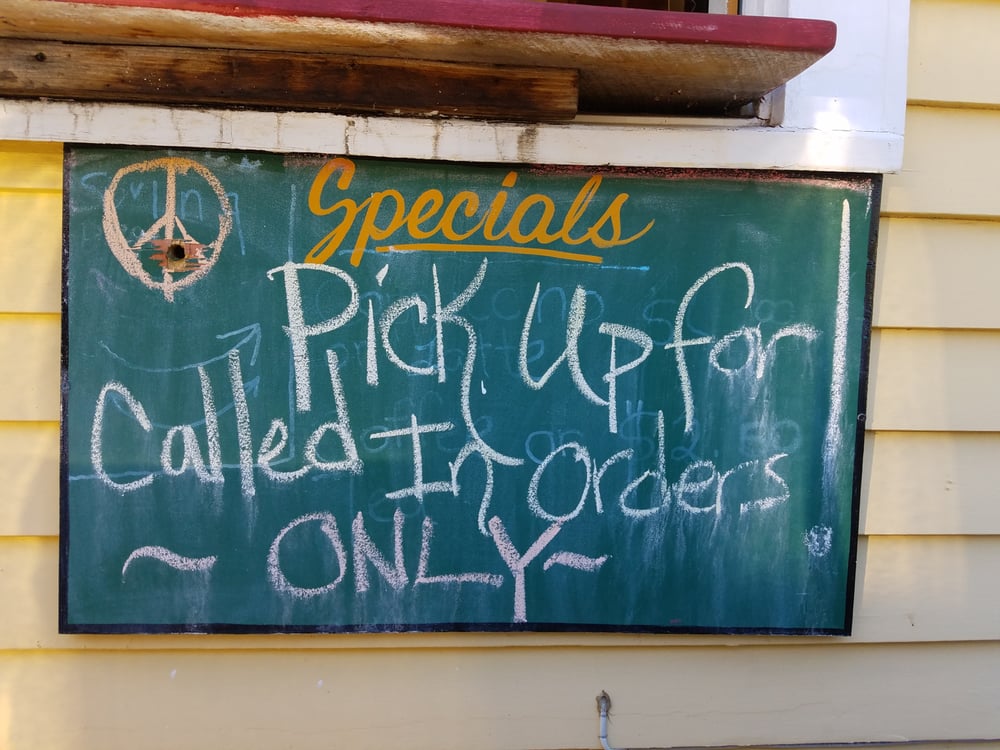 Specials
Pick Up for
Called In Orders
~ ONLY ~